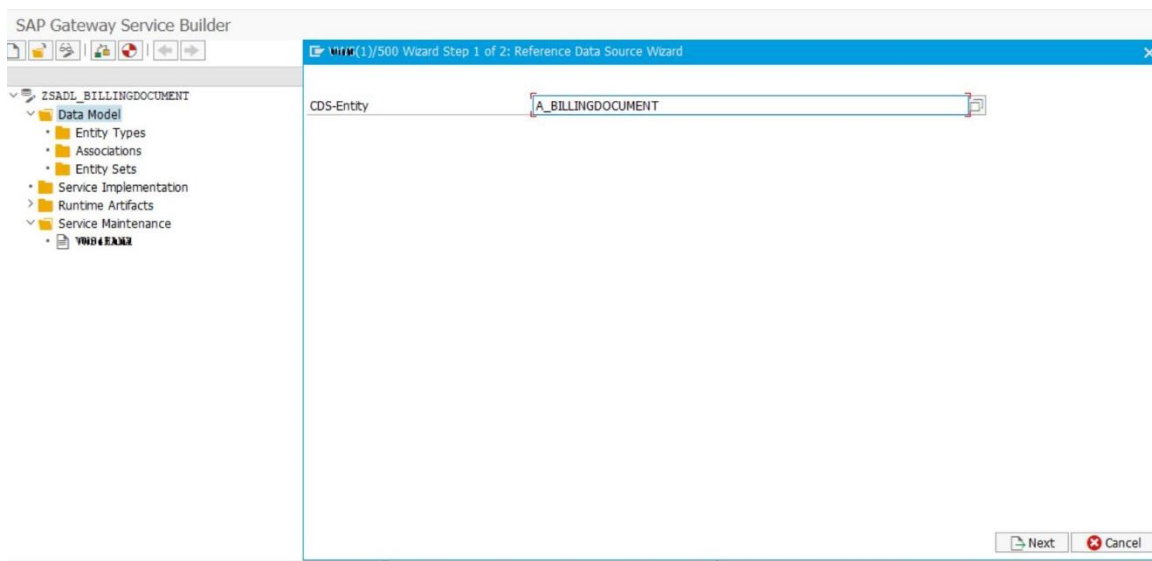 SAP Gateway Service Builder
(1)/500 Wizard Step 1 of 2: Reference Data Source Wizard
ZSADL_BILLINGDOCUMENT
Data Model
Entity Types
Associations
Entity Sets
Service Implementation
Runtime Artifacts
Service Maintenance
CDS-Entity
A_BILLINGDOCUMENT
Next
Cancel